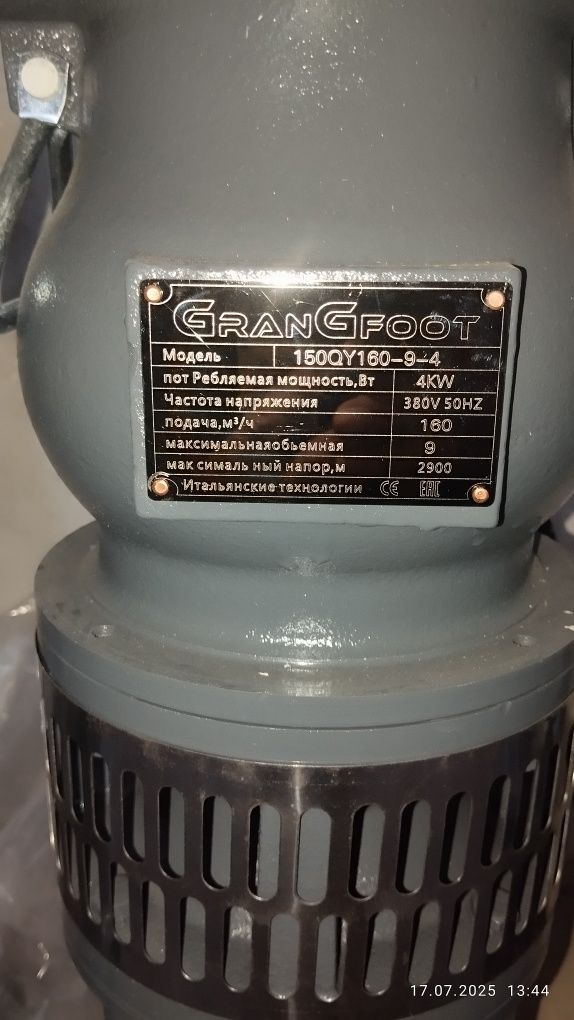 GRANGFOOT
Модель 150QY160-9-4
пот Ребляемая мощность,Вт 4KW
Частота напряжения 380V 50HZ
подача,м³/ч 160
максимальнаяобьемная 9
мак сималь ный напор,м 2900
Итальянские технологии CE EAC
17.07.2025 13:44